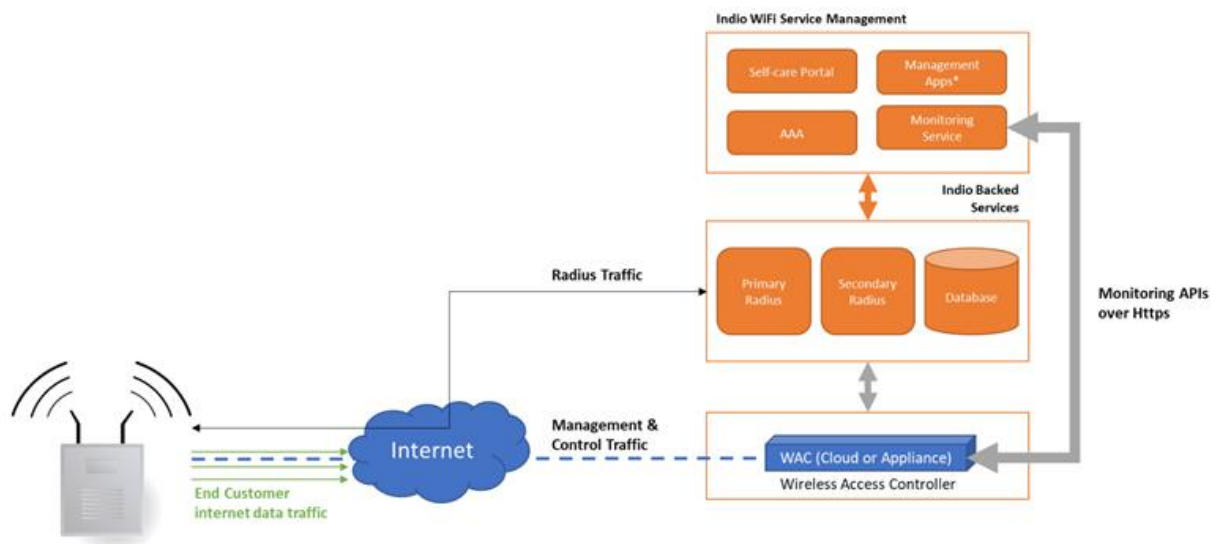 Indio WiFi Service Management
Self-care Portal
Management
Apps*
AAA
Monitoring
Service
Indio Backed
Services
Radius Traffic
Primary
Radius
Secondary
Radius
Database
Monitoring APIs
over Https
Management &
Control Traffic
Internet
WAC (Cloud or Appliance)
Wireless Access Controller
End Customer
internet data traffic